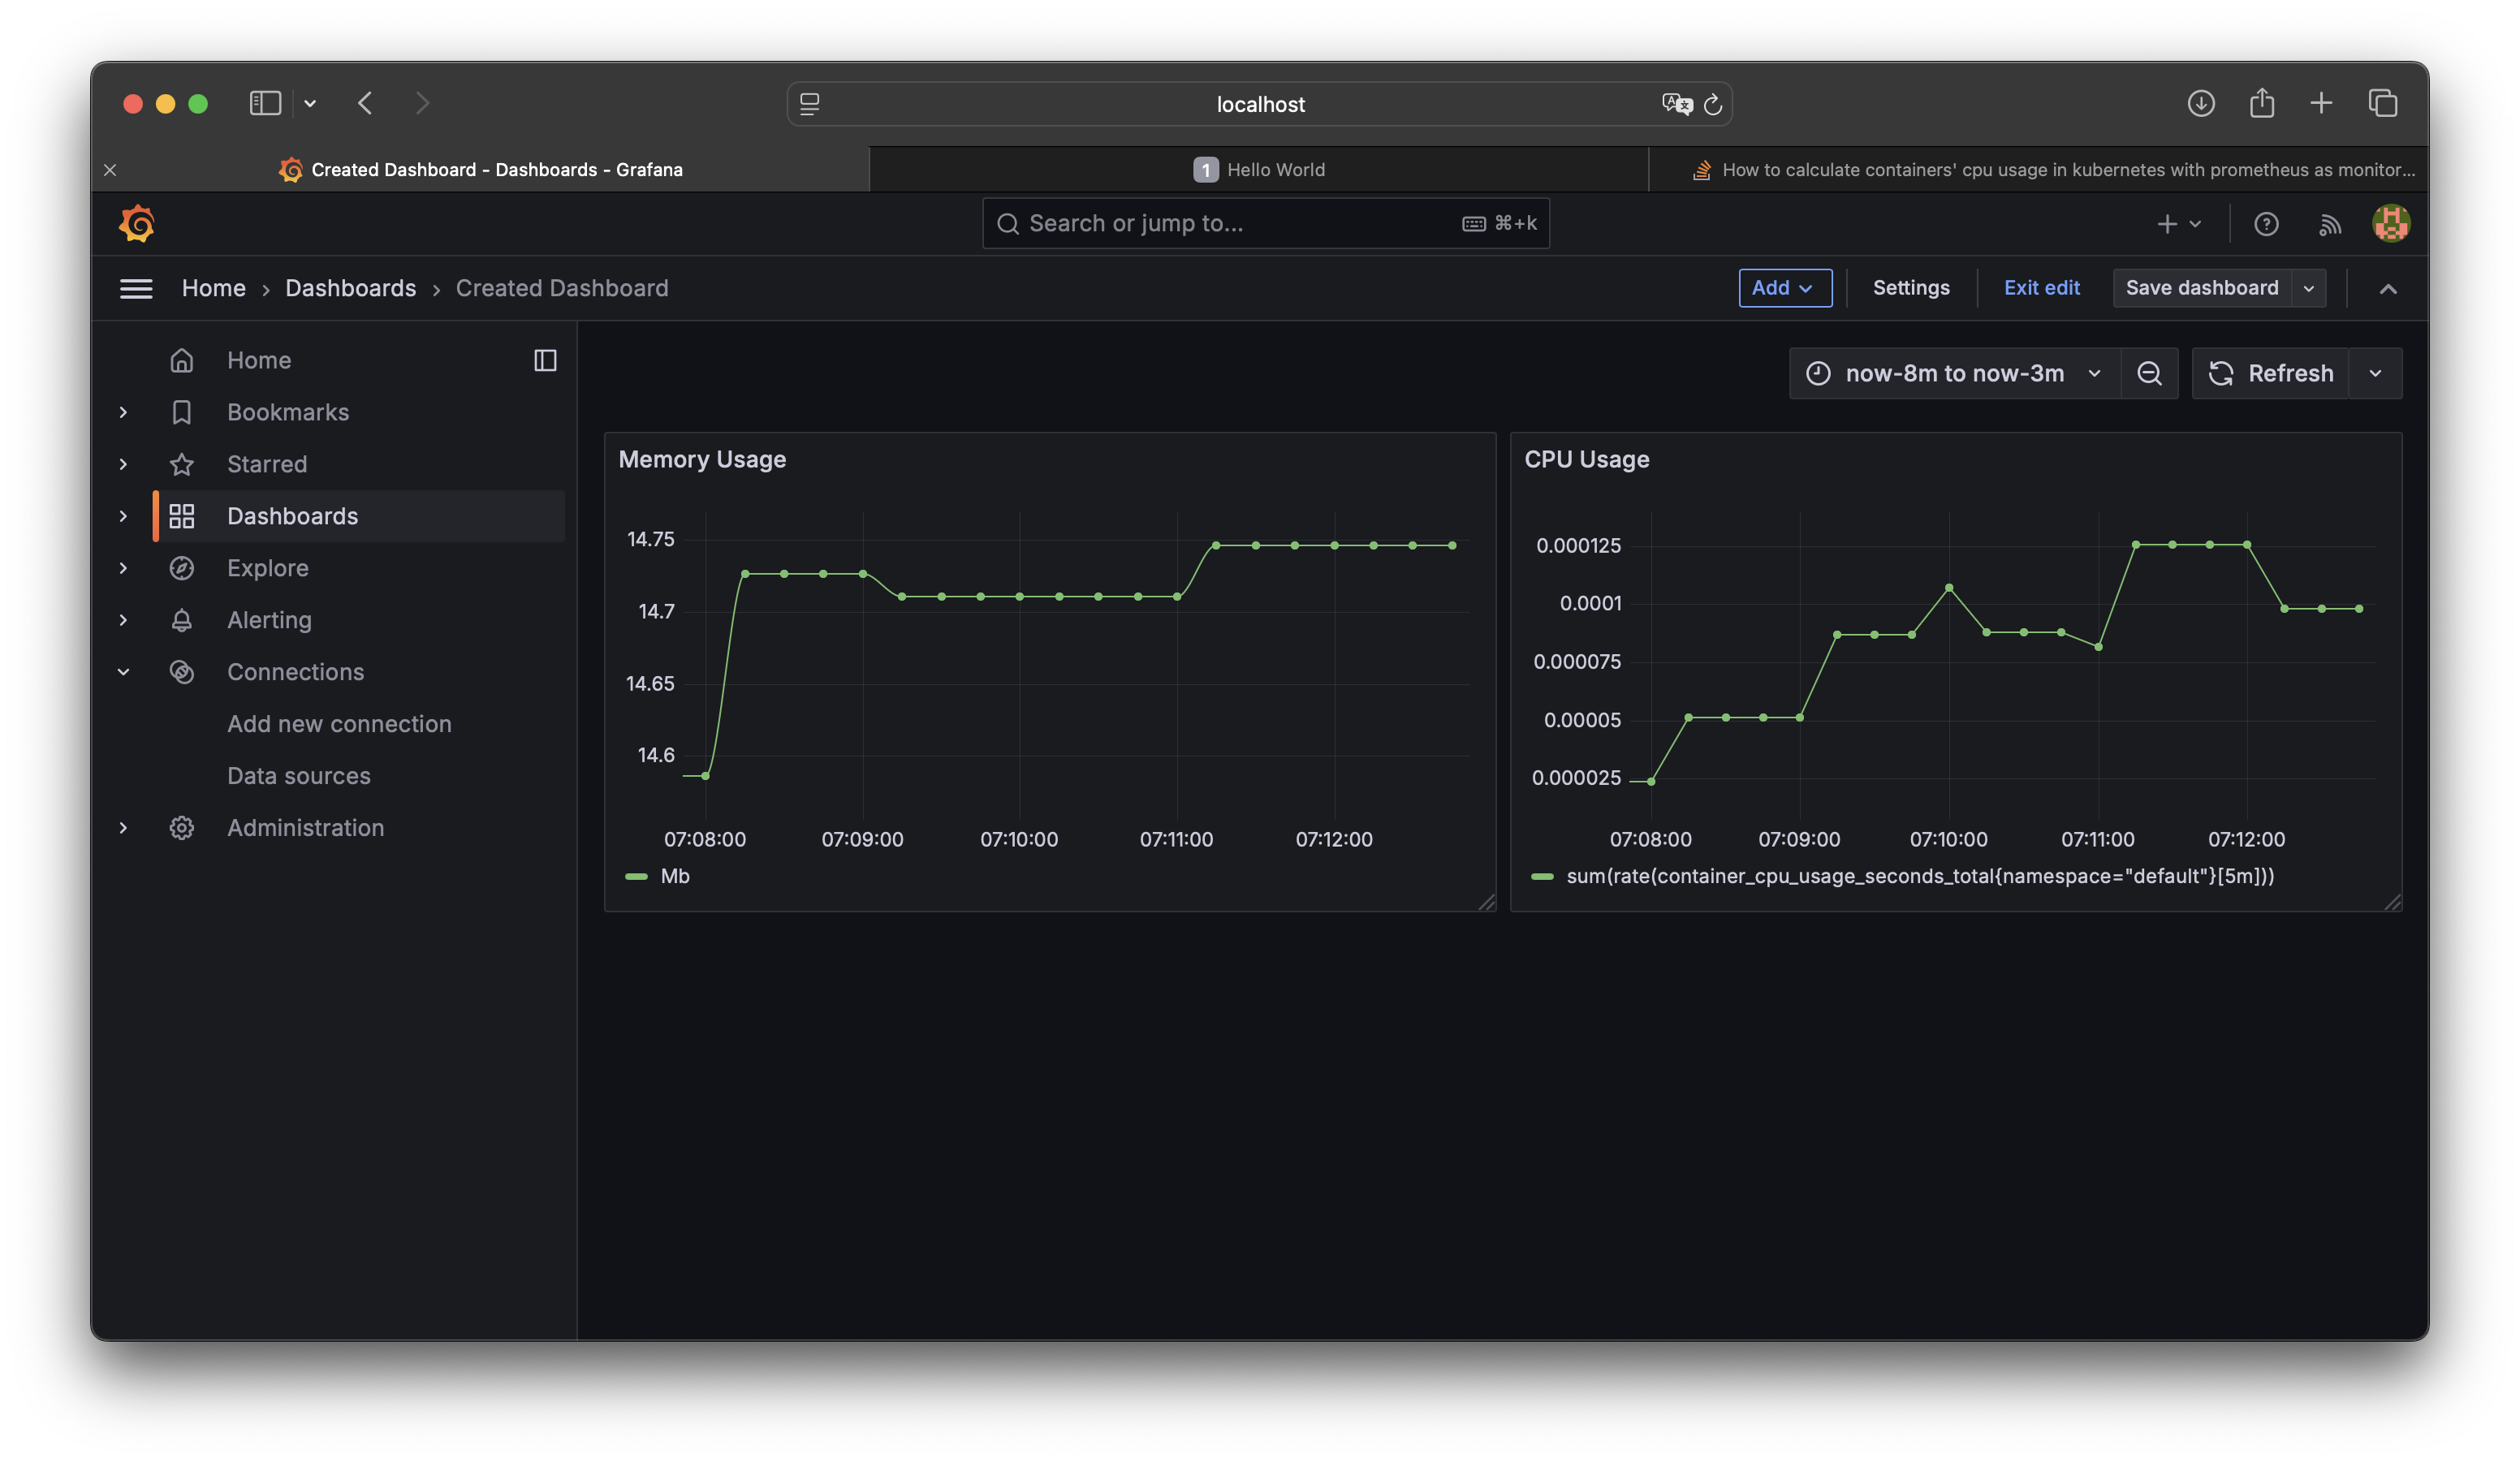 localhost
Created Dashboard - Dashboards - Grafana
1 Hello World
How to calculate containers' cpu usage in kubernetes with prometheus as monitor...
Search or jump to...
⌘+k
Home › Dashboards › Created Dashboard
Add
Settings
Exit edit
Save dashboard
Home
Bookmarks
Starred
Dashboards
Explore
Alerting
Connections
Add new connection
Data sources
Administration
now-8m to now-3m
Refresh
Memory Usage
14.75
14.7
14.65
14.6
07:08:00 07:09:00 07:10:00 07:11:00 07:12:00
Mb
CPU Usage
0.000125
0.0001
0.000075
0.00005
0.000025
07:08:00 07:09:00 07:10:00 07:11:00 07:12:00
sum(rate(container_cpu_usage_seconds_total{namespace="default"}[5m]))